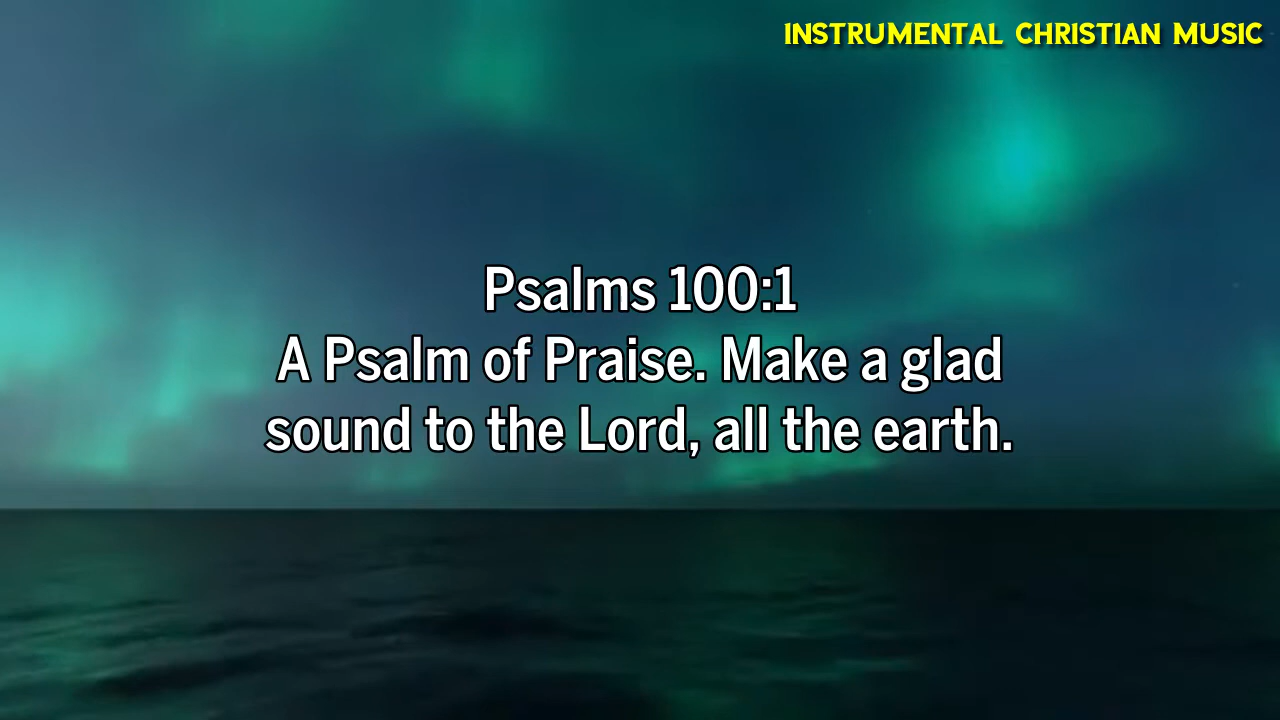 INSTRUMENTAL CHRISTIAN MUSIC
Psalms 100:1
A Psalm of Praise. Make a glad
sound to the Lord, all the earth.